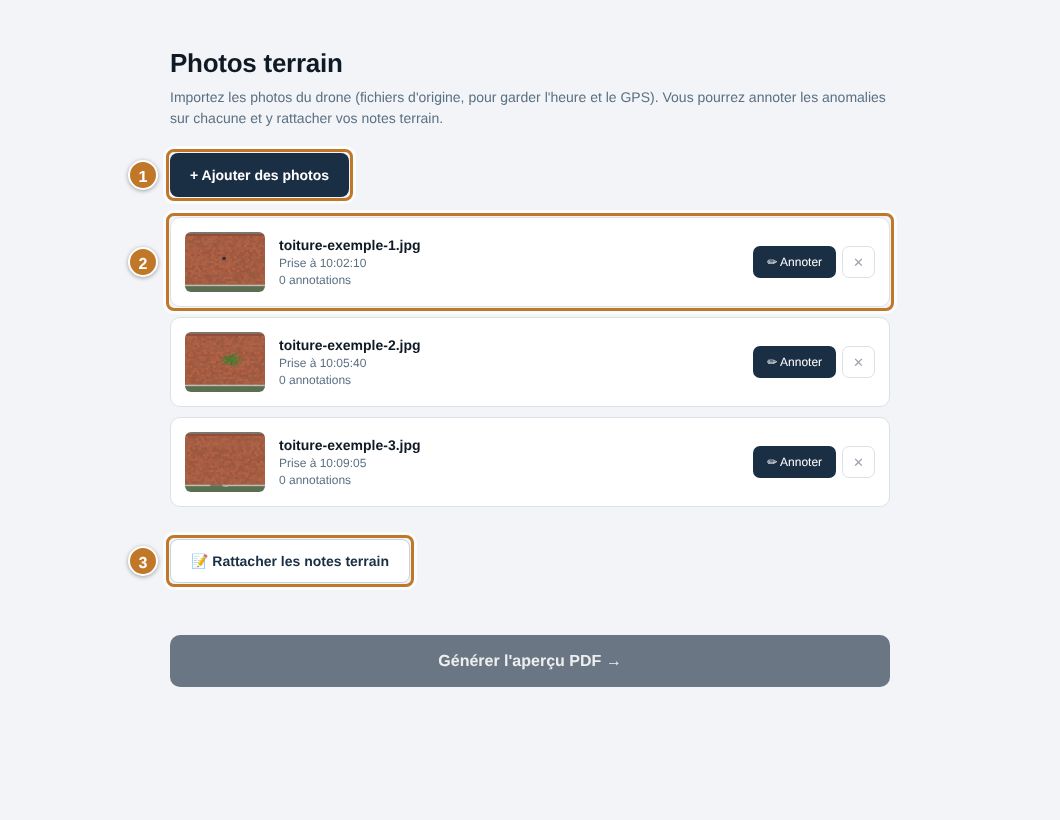 Photos terrain
Importez les photos du drone (fichiers d'origine, pour garder l'heure et le GPS). Vous pourrez annoter les anomalies
sur chacune et y rattacher vos notes terrain.
1
+ Ajouter des photos
2
toiture-exemple-1.jpg
Prise à 10:02:10
0 annotations
✏ Annoter ✕
toiture-exemple-2.jpg
Prise à 10:05:40
0 annotations
✏ Annoter ✕
toiture-exemple-3.jpg
Prise à 10:09:05
0 annotations
✏ Annoter ✕
3
📝 Rattacher les notes terrain
Générer l'aperçu PDF →